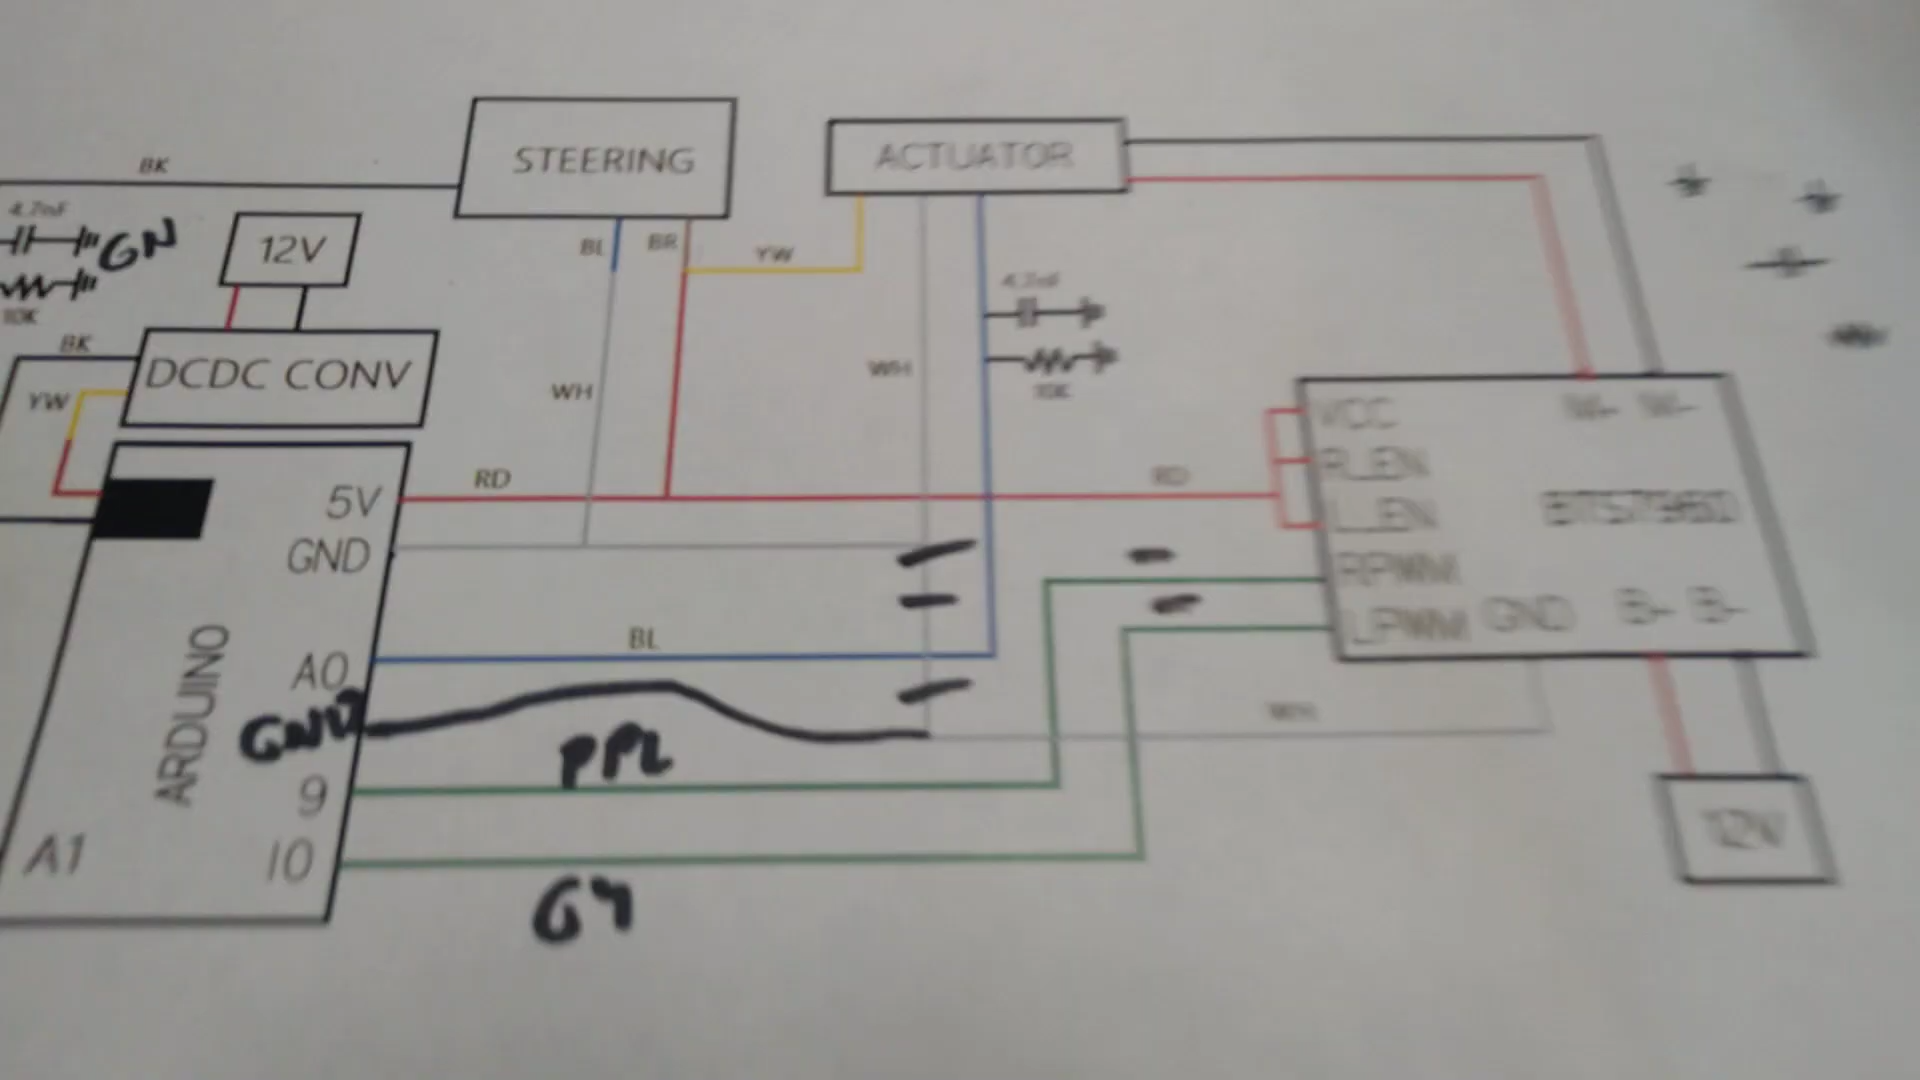 BK
STEERING
ACTUATOR
4.7nF
GN
12V
BL
BR
YW
10K
BK
DCDC CONV
YW
4.7nF
WH
WH
10K
VCC
R_EN
L_EN
BTS7960
RPWM
LPWM
GND
5V
RD
RD
GND
BL
A0
ARDUINO
GND
PPL
WH
9
12V
A1
10
GY